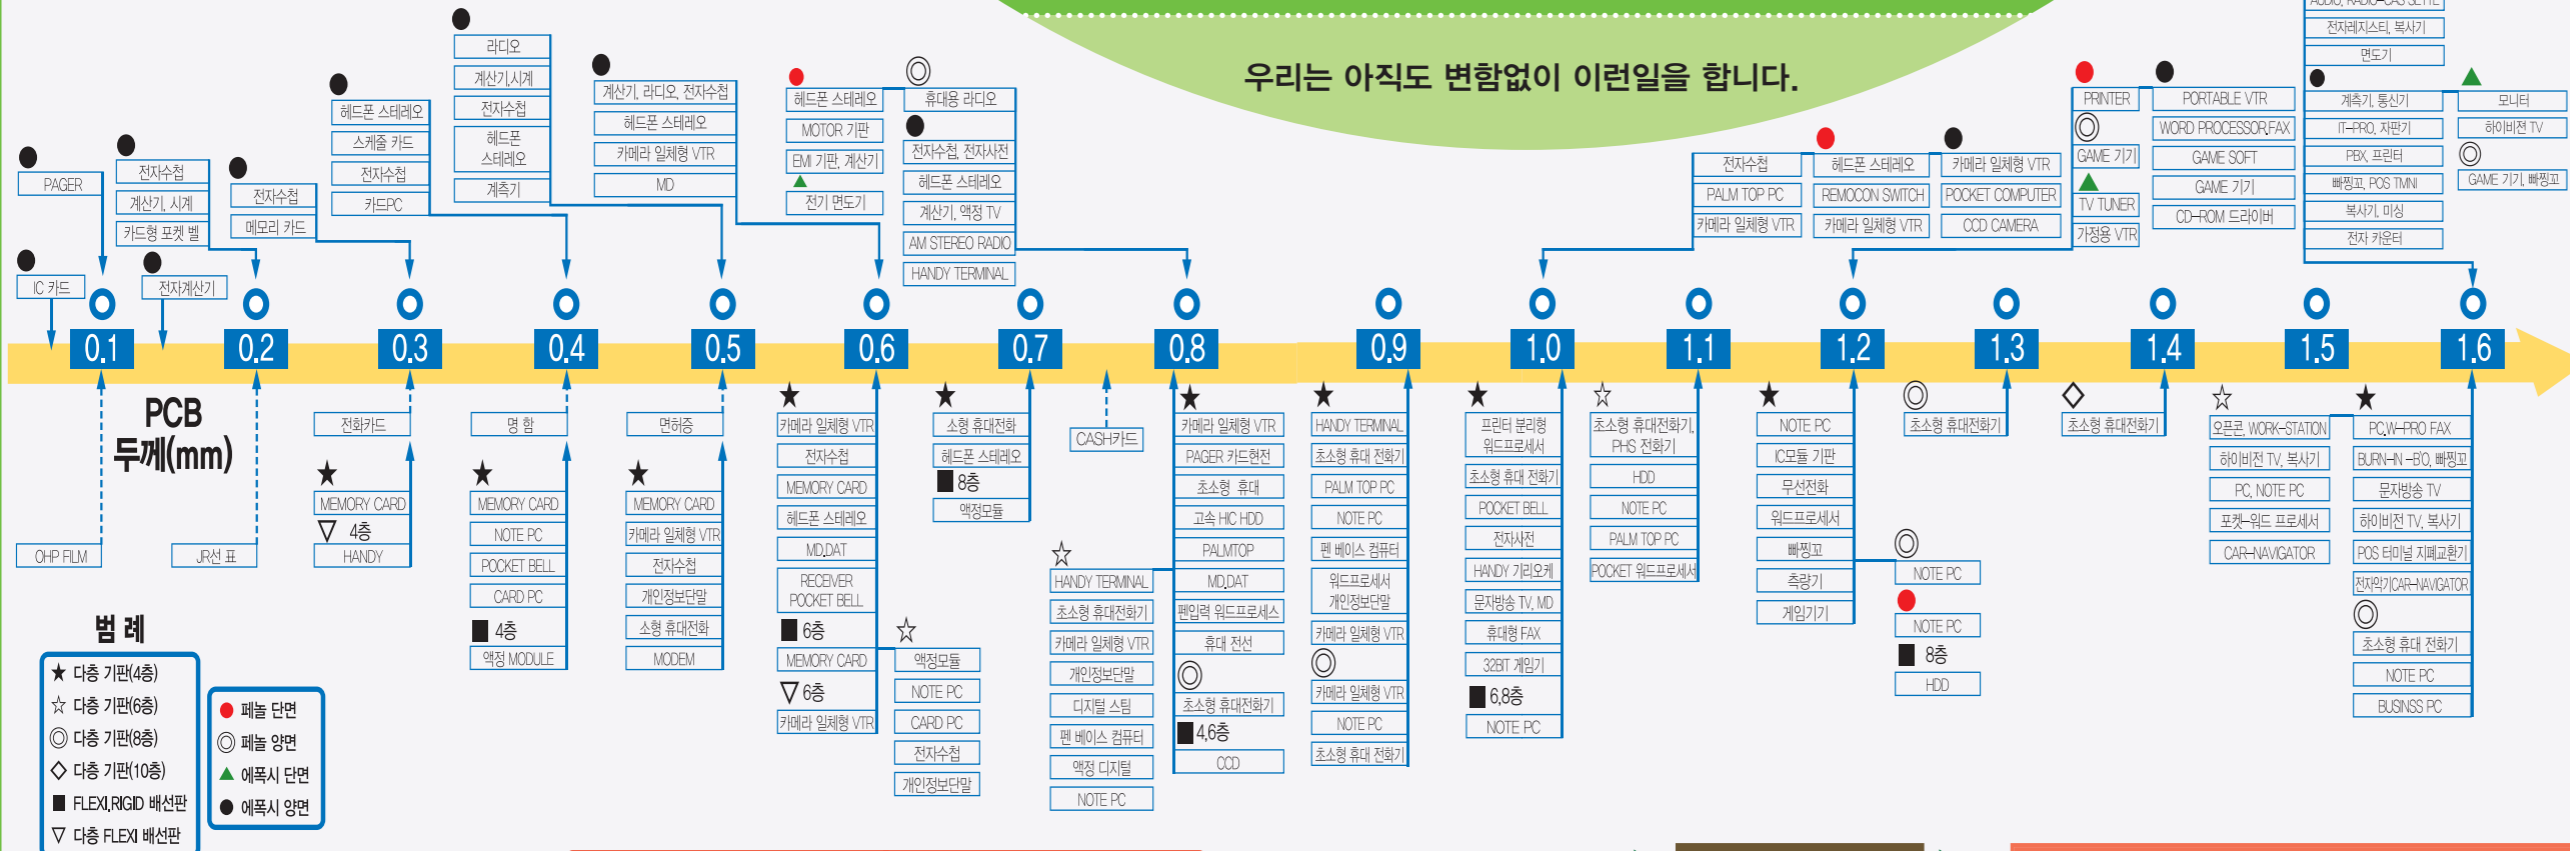 우리는 아직도 변함없이 이런일을 합니다.
IC 카드
PAGER
전자계산기
전자수첩
계산기, 시계
카드형 포켓 벨
전자수첩
메모리 카드
헤드폰 스테레오
스케줄 카드
전자수첩
카드PC
라디오
계산기,시계
전자수첩
헤드폰
스테레오
계측기
계산기, 라디오, 전자수첩
헤드폰 스테레오
카메라 일체형 VTR
MD
헤드폰 스테레오
MOTOR 기판
EMI 기판, 계산기
전기 면도기
휴대용 라디오
전자수첩, 전자사전
헤드폰 스테레오
계산기, 액정 TV
AM STEREO RADIO
HANDY TERMINAL
전자수첩
PALM TOP PC
카메라 일체형 VTR
헤드폰 스테레오
REMOCON SWITCH
카메라 일체형 VTR
카메라 일체형 VTR
POCKET COMPUTER
CCD CAMERA
PRINTER
GAME 기기
TV TUNER
가정용 VTR
PORTABLE VTR
WORD PROCESSOR.FAX
GAME SOFT
GAME 기기
CD-ROM 드라이버
전자레지스터, 복사기
면도기
계측기, 통신기
IT-PRO, 자판기
PBX, 프린터
빠찡꼬, POS TMNI
복사기, 미싱
전자 카운터
모니터
하이비젼 TV
GAME 기기, 빠찡꼬
0.1 0.2 0.3 0.4 0.5 0.6 0.7 0.8 0.9 1.0 1.1 1.2 1.3 1.4 1.5 1.6
PCB
두께(mm)
OHP FILM
JR선 표
전화카드
MEMORY CARD
4층
HANDY
명 함
MEMORY CARD
NOTE PC
POCKET BELL
CARD PC
4층
액정 MODULE
면허증
MEMORY CARD
카메라 일체형 VTR
전자수첩
개인정보단말
소형 휴대전화
MODEM
카메라 일체형 VTR
전자수첩
MEMORY CARD
헤드폰 스테레오
MD.DAT
RECEIVER
POCKET BELL
6층
MEMORY CARD
6층
카메라 일체형 VTR
액정모듈
NOTE PC
CARD PC
전자수첩
개인정보단말
소형 휴대전화
헤드폰 스테레오
8층
액정모듈
CASH카드
HANDY TERMINAL
초소형 휴대전화기
카메라 일체형 VTR
개인정보단말
디지털 스팀
펜 베이스 컴퓨터
액정 디지털
NOTE PC
카메라 일체형 VTR
PAGER 카드현전
초소형 휴대
고속 HIC HDD
PALMTOP
MD.DAT
펜입력 워드프로세스
휴대 전선
초소형 휴대전화기
4,6층
CCD
HANDY TERMINAL
초소형 휴대 전화기
PALM TOP PC
NOTE PC
펜 베이스 컴퓨터
워드프로세서
개인정보단말
카메라 일체형 VTR
카메라 일체형 VTR
NOTE PC
초소형 휴대 전화기
프린터 분리형
워드프로세서
초소형 휴대 전화기
POCKET BELL
전자사전
HANDY 기리오케
문자방송 TV, MD
휴대형 FAX
32BIT 게임기
6,8층
NOTE PC
초소형 휴대전화기,
PHS 전화기
HDD
NOTE PC
PALM TOP PC
POCKET 워드프로세서
NOTE PC
IC모듈 기판
무선전화
워드프로세서
빠찡꼬
측량기
게임기기
NOTE PC
NOTE PC
8층
HDD
초소형 휴대전화기
초소형 휴대전화기
오픈콘, WORK-STATION
하이비전 TV, 복사기
PC, NOTE PC
포켓-워드 프로세서
CAR-NAVIGATOR
PC.W-PRO FAX
BURN-IN -B'O, 빠찡꼬
문자방송 TV
하이비전 TV, 복사기
POS 터미널 지폐교환기
전자악기CAR-NAVIGATOR
초소형 휴대 전화기
NOTE PC
BUSINSS PC
범 례
다층 기판(4층)
다층 기판(6층)
다층 기판(8층)
다층 기판(10층)
FLEXI.RIGID 배선판
다층 FLEXI 배선판
페놀 단면
페놀 양면
에폭시 단면
에폭시 양면